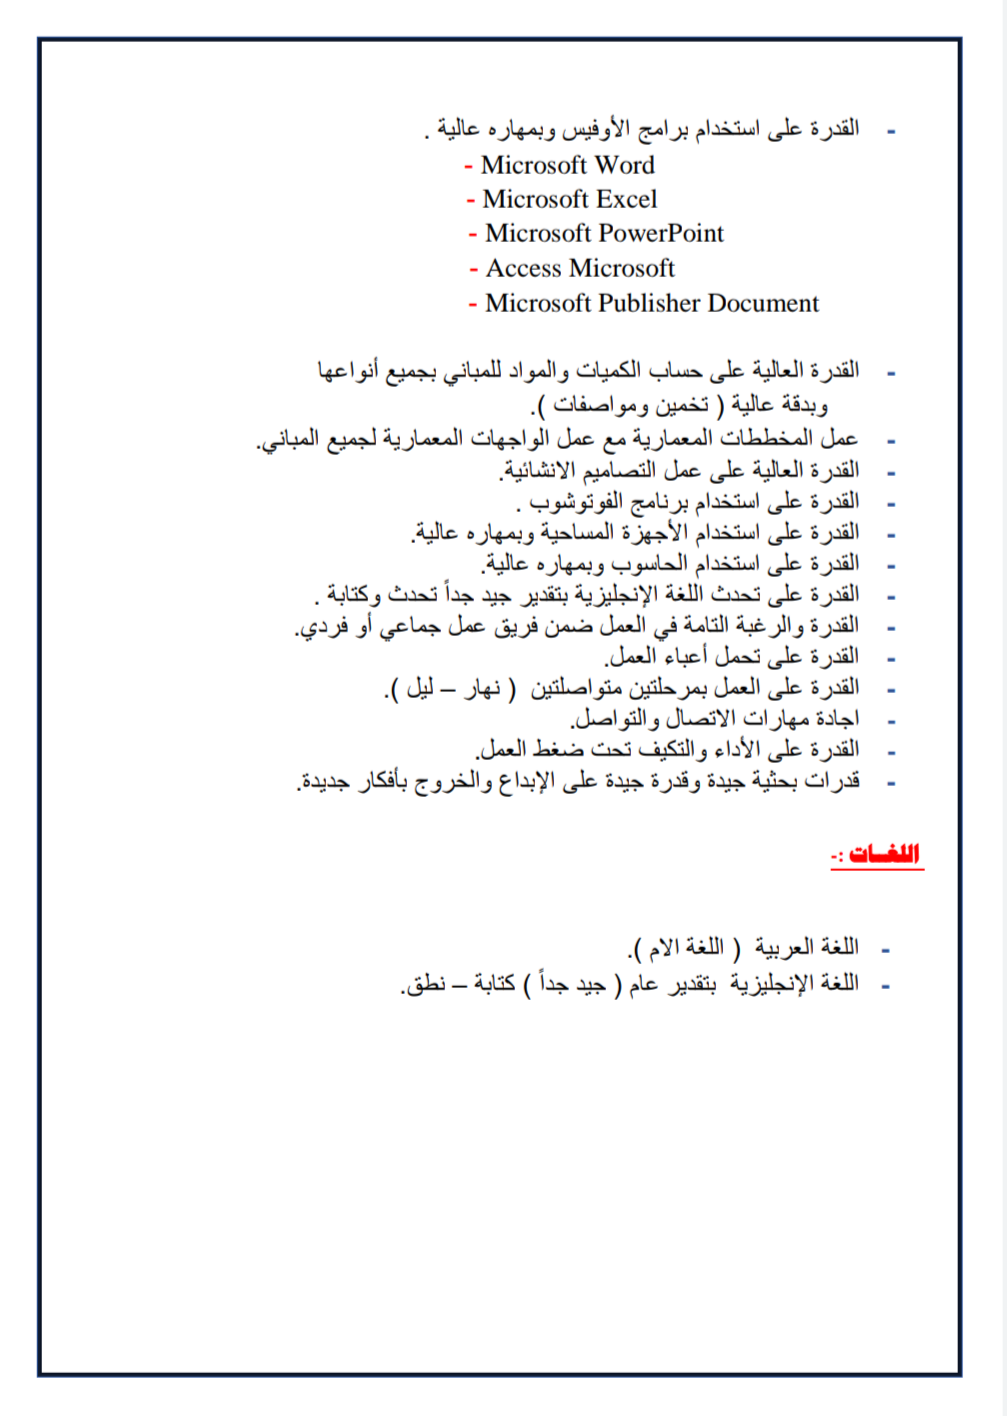 - القدرة على استخدام برامج الأوفيس وبمهاره عالية .
- Microsoft Word
- Microsoft Excel
- Microsoft PowerPoint
- Access Microsoft
- Microsoft Publisher Document
- القدرة العالية على حساب الكميات والمواد للمباني بجميع أنواعها
وبدقة عالية ( تخمين ومواصفات ).
- عمل المخططات المعمارية مع عمل الواجهات المعمارية لجميع المباني.
- القدرة العالية على عمل التصاميم الانشائية.
- القدرة على استخدام برنامج الفوتوشوب .
- القدرة على استخدام الأجهزة المساحية وبمهاره عالية.
- القدرة على استخدام الحاسوب وبمهاره عالية.
- القدرة على تحدث اللغة الإنجليزية بتقدير جيد جداً تحدث وكتابة .
- القدرة والرغبة التامة في العمل ضمن فريق عمل جماعي أو فردي.
- القدرة على تحمل أعباء العمل.
- القدرة على العمل بمرحلتين متواصلتين ( نهار – ليل ).
- اجادة مهارات الاتصال والتواصل.
- القدرة على الأداء والتكيف تحت ضغط العمل.
- قدرات بحثية جيدة وقدرة جيدة على الإبداع والخروج بأفكار جديدة.
اللغـات :-
- اللغة العربية ( اللغة الام ).
- اللغة الإنجليزية بتقدير عام ( جيد جداً ) كتابة – نطق.